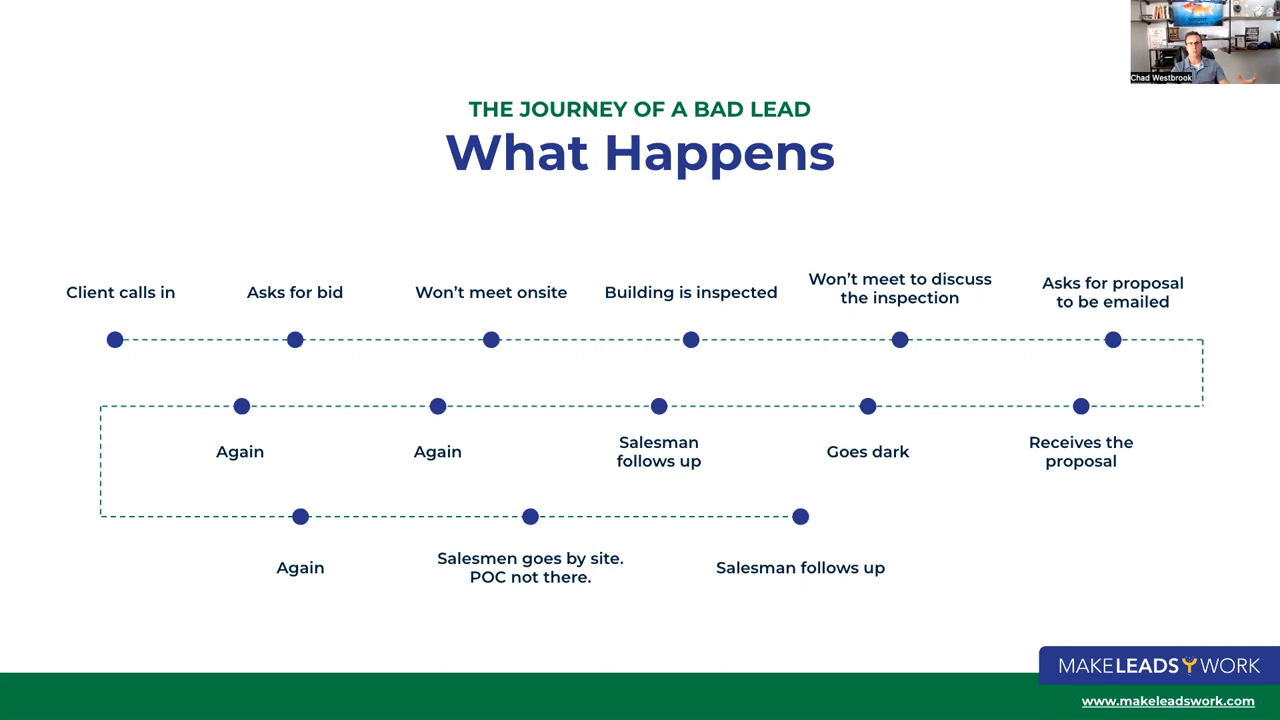 Chad Westbrook
THE JOURNEY OF A BAD LEAD
What Happens
Client calls in
Asks for bid
Won’t meet onsite
Building is inspected
Won’t meet to discuss
the inspection
Asks for proposal
to be emailed
Again
Again
Salesman
follows up
Goes dark
Receives the
proposal
Again
Salesmen goes by site.
POC not there.
Salesman follows up
MAKELEADS WORK
www.makeleadswork.com